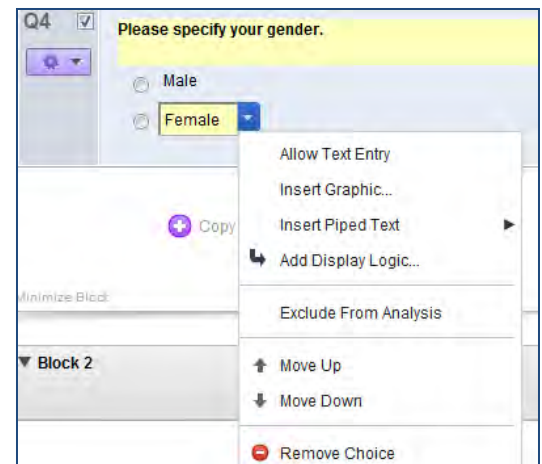 Q4
Please specify your gender.
Male
Female
Allow Text Entry
Insert Graphic...
Insert Piped Text
Add Display Logic...
Copy
Minimize Block
Exclude From Analysis
Block 2
Move Up
Move Down
Remove Choice